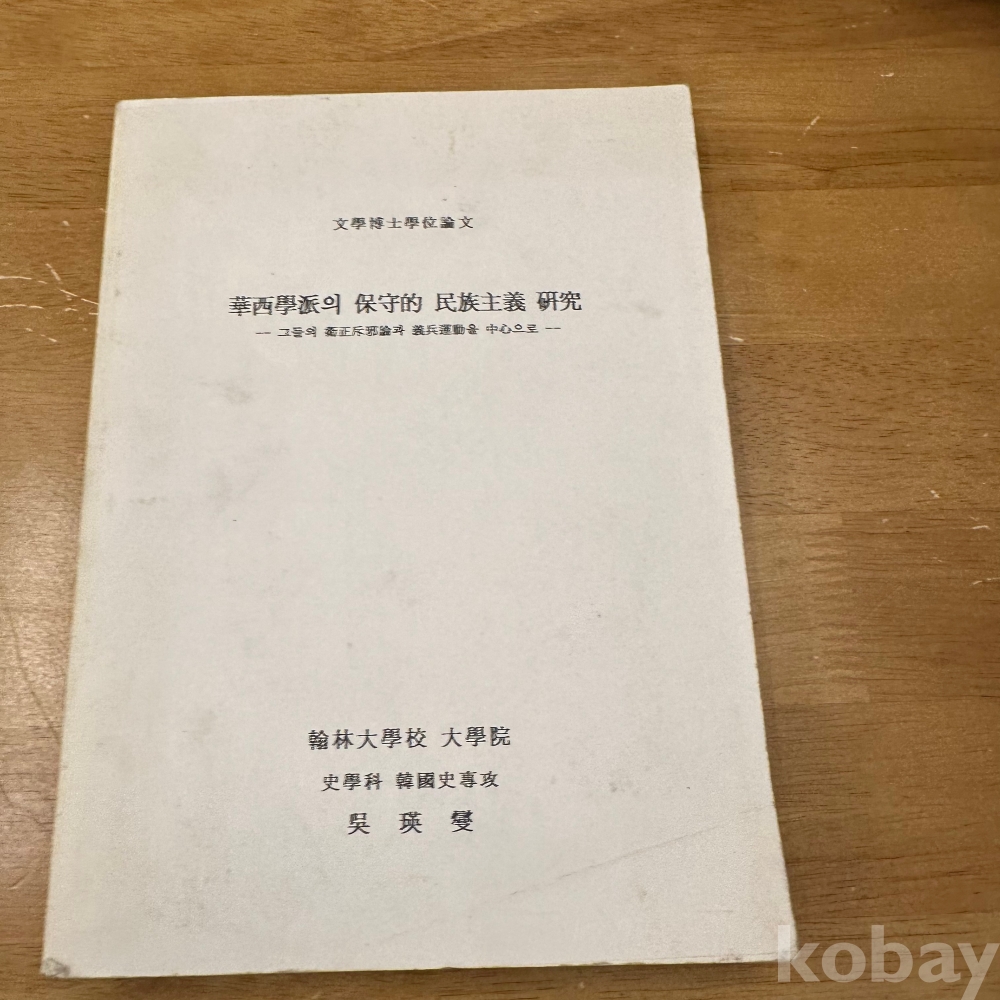 文學博士學位論文
華西學派의 保守的 民族主義 硏究
-- 그들의 衛正斥邪論과 義兵運動을 中心으로 --
翰林大學校 大學院
史學科 韓國史專攻
吳 瑛 燮
kobay